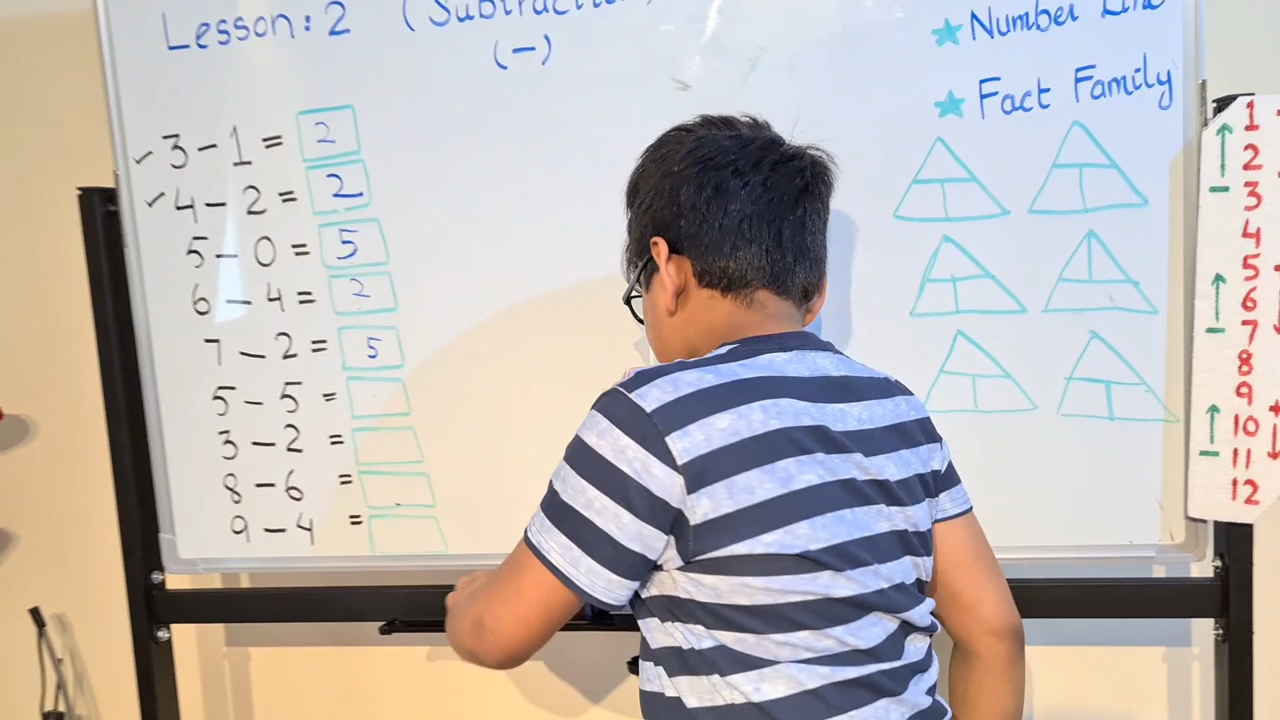 Lesson: 2 (Subtraction)
(-)
★ Number Line
★ Fact Family
✓ 3 - 1 = 2
✓ 4 - 2 = 2
5 - 0 = 5
6 - 4 = 2
7 - 2 = 5
5 - 5 =
3 - 2 =
8 - 6 =
9 - 4 =
1
2
3
4
5
6
7
8
9
10
11
12